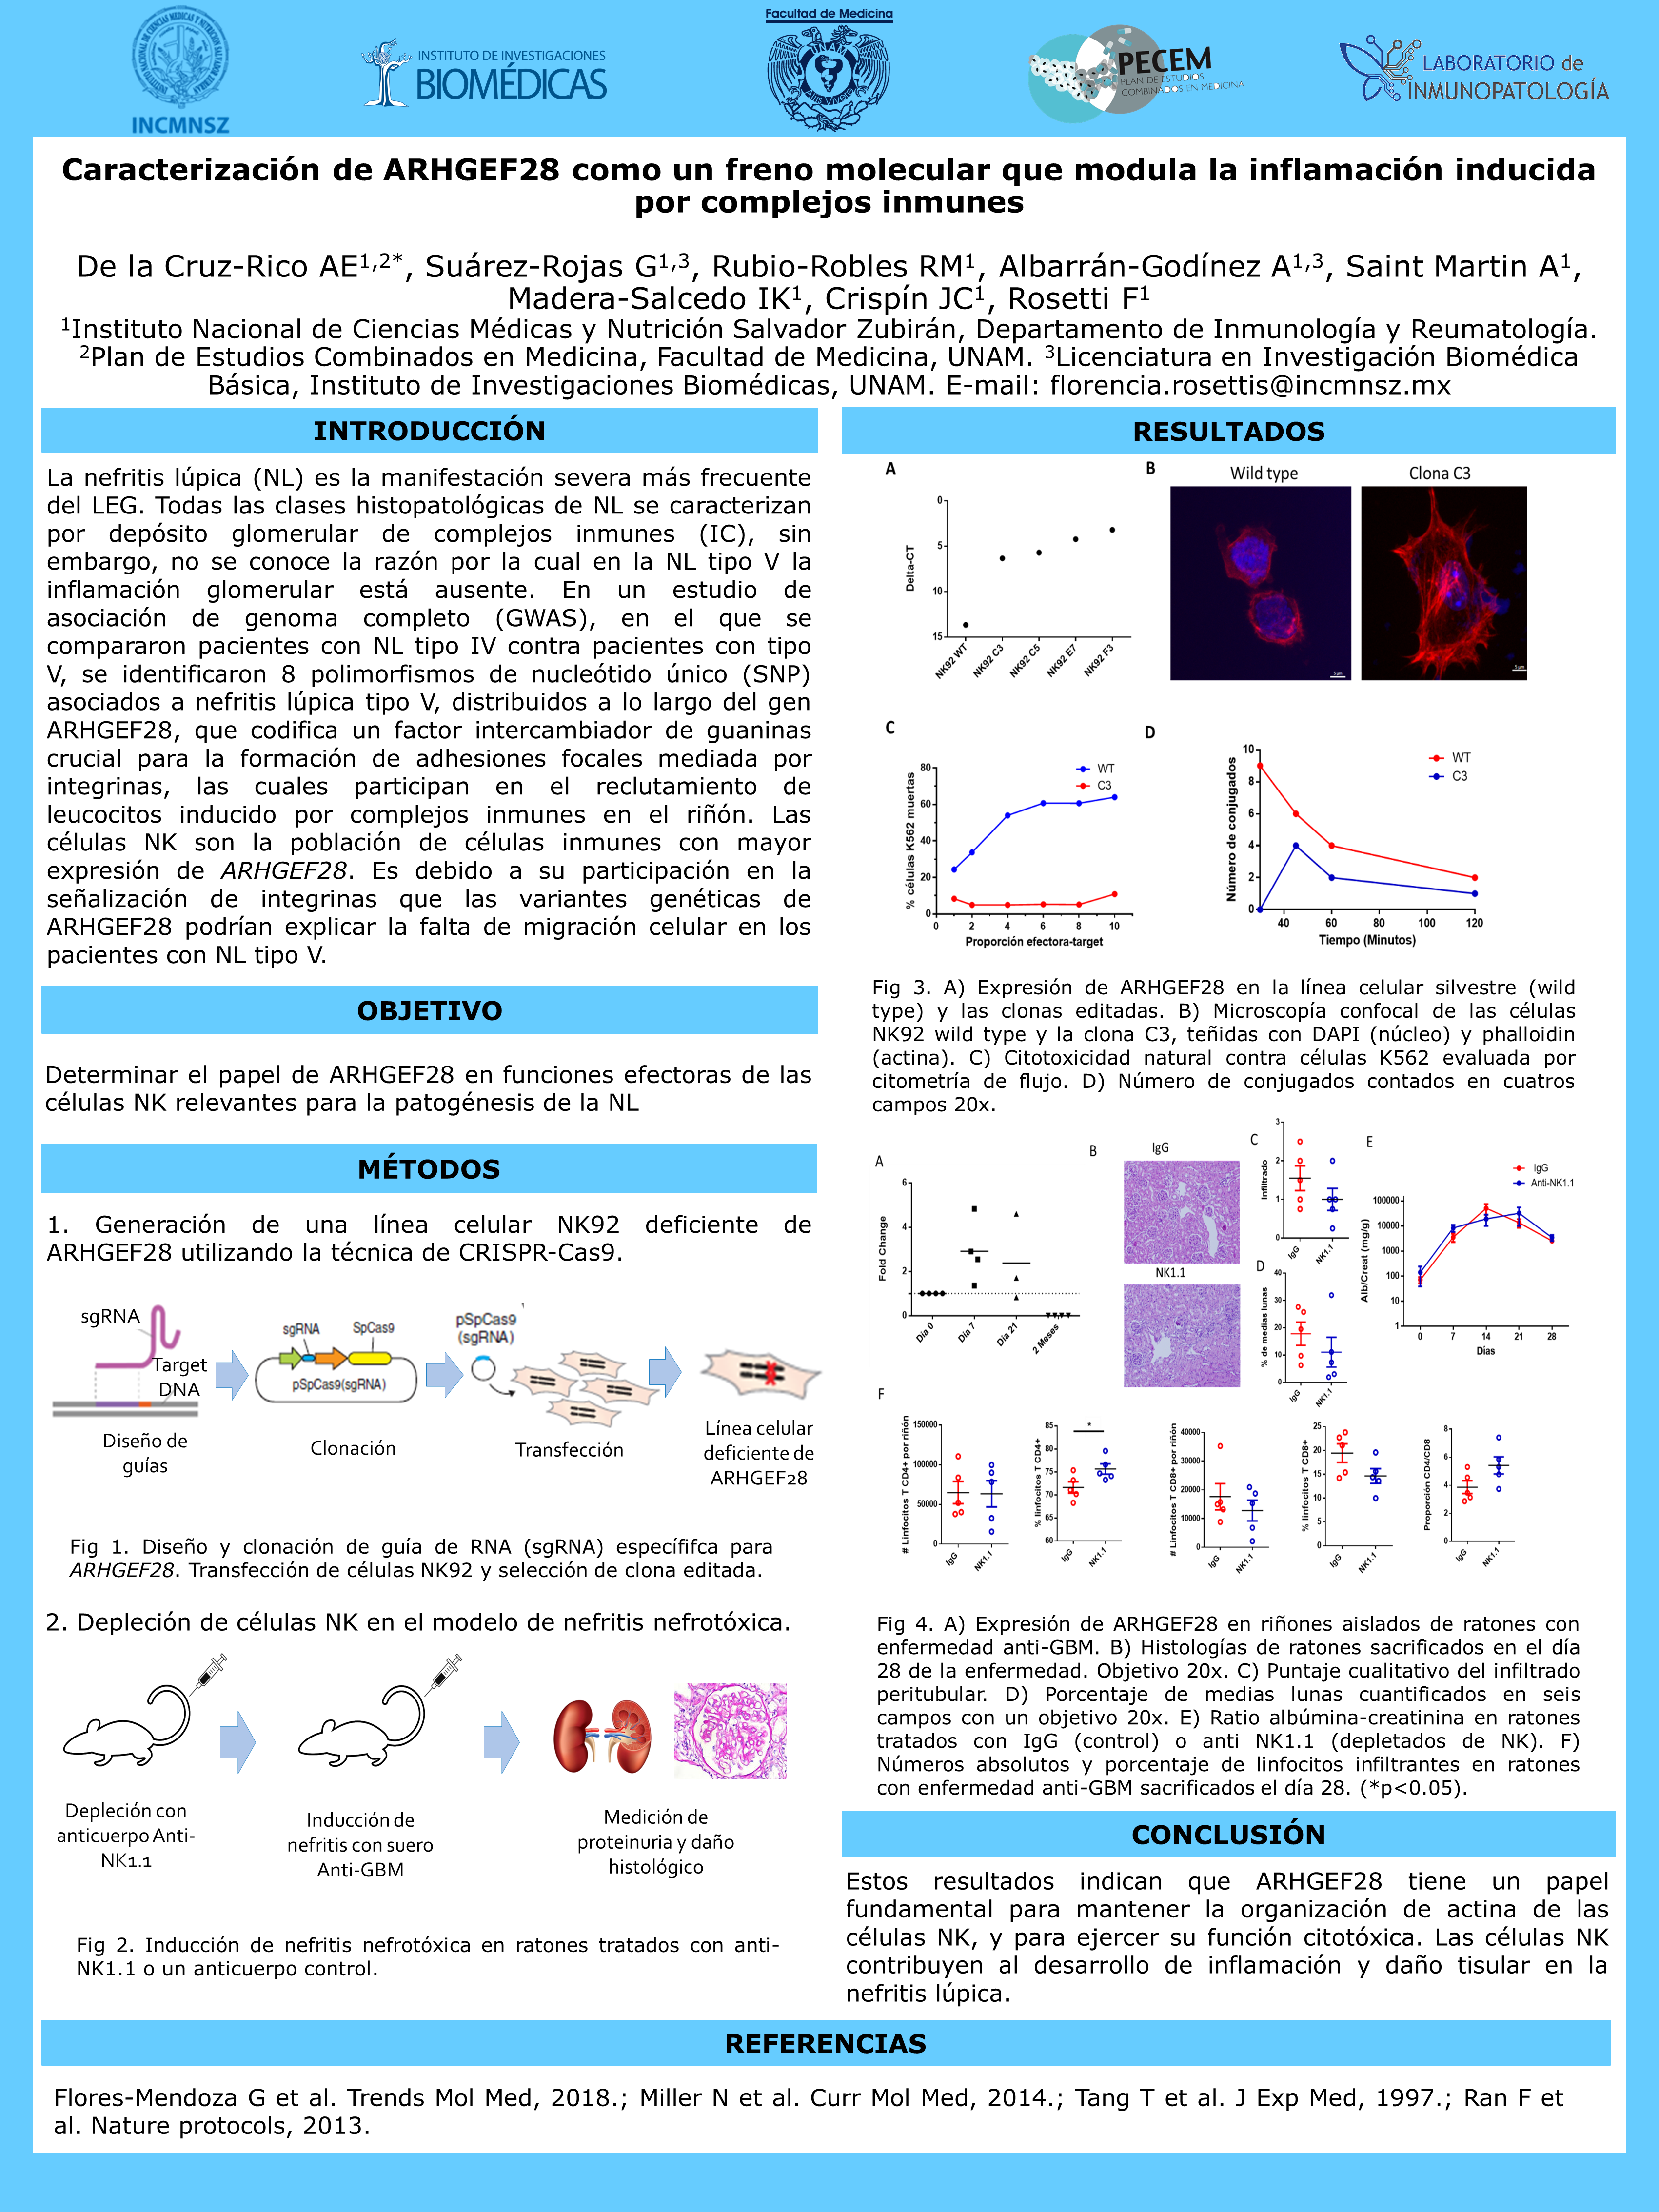 INCMNSZ
INSTITUTO DE INVESTIGACIONES
BIOMÉDICAS
Facultad de Medicina
UNAM
PECEM
PLAN DE ESTUDIOS
COMBINADOS EN MEDICINA
LABORATORIO de
INMUNOPATOLOGÍA
Caracterización de ARHGEF28 como un freno molecular que modula la inflamación inducida
por complejos inmunes
De la Cruz-Rico AE1,2*, Suárez-Rojas G1,3, Rubio-Robles RM1, Albarrán-Godínez A1,3, Saint Martin A1,
Madera-Salcedo IK1, Crispín JC1, Rosetti F1
1Instituto Nacional de Ciencias Médicas y Nutrición Salvador Zubirán, Departamento de Inmunología y Reumatología.
2Plan de Estudios Combinados en Medicina, Facultad de Medicina, UNAM. 3Licenciatura en Investigación Biomédica
Básica, Instituto de Investigaciones Biomédicas, UNAM. E-mail: florencia.rosettis@incmnsz.mx
INTRODUCCIÓN
La nefritis lúpica (NL) es la manifestación severa más frecuente
del LEG. Todas las clases histopatológicas de NL se caracterizan
por depósito glomerular de complejos inmunes (IC), sin
embargo, no se conoce la razón por la cual en la NL tipo V la
inflamación glomerular está ausente. En un estudio de
asociación de genoma completo (GWAS), en el que se
compararon pacientes con NL tipo IV contra pacientes con tipo
V, se identificaron 8 polimorfismos de nucleótido único (SNP)
asociados a nefritis lúpica tipo V, distribuidos a lo largo del gen
ARHGEF28, que codifica un factor intercambiador de guaninas
crucial para la formación de adhesiones focales mediada por
integrinas, las cuales participan en el reclutamiento de
leucocitos inducido por complejos inmunes en el riñón. Las
células NK son la población de células inmunes con mayor
expresión de ARHGEF28. Es debido a su participación en la
señalización de integrinas que las variantes genéticas de
ARHGEF28 podrían explicar la falta de migración celular en los
pacientes con NL tipo V.
OBJETIVO
Determinar el papel de ARHGEF28 en funciones efectoras de las
células NK relevantes para la patogénesis de la NL
MÉTODOS
1. Generación de una línea celular NK92 deficiente de
ARHGEF28 utilizando la técnica de CRISPR-Cas9.
sgRNA
Target
DNA
Diseño de
guías
sgRNA
SpCas9
pSpCas9(sgRNA)
Clonación
pSpCas9
(sgRNA)
Transfección
Línea celular
deficiente de
ARHGEF28
Fig 1. Diseño y clonación de guía de RNA (sgRNA) específifca para
ARHGEF28. Transfección de células NK92 y selección de clona editada.
2. Depleción de células NK en el modelo de nefritis nefrotóxica.
Depleción con
anticuerpo Anti-
NK1.1
Inducción de
nefritis con suero
Anti-GBM
Medición de
proteinuria y daño
histológico
Fig 2. Inducción de nefritis nefrotóxica en ratones tratados con anti-
NK1.1 o un anticuerpo control.
RESULTADOS
A
Delta-CT
0
5
10
15
NK92 WT
NK92 C3
NK92 C5
NK92 E7
NK92 F3
B
Wild type
Clona C3
5 µm
5 µm
C
% células K562 muertas
80
60
40
20
0
0 2 4 6 8 10
Proporción efectora-target
WT
C3
D
Número de conjugados
10
8
6
4
2
0
40 60 80 100 120
Tiempo (Minutos)
WT
C3
Fig 3. A) Expresión de ARHGEF28 en la línea celular silvestre (wild
type) y las clonas editadas. B) Microscopía confocal de las células
NK92 wild type y la clona C3, teñidas con DAPI (núcleo) y phalloidin
(actina). C) Citotoxicidad natural contra células K562 evaluada por
citometría de flujo. D) Número de conjugados contados en cuatros
campos 20x.
A
Fold Change
6
4
2
0
Día 0
Día 7
Día 21
2 Meses
B
IgG
NK1.1
C
Infiltrado
3
2
1
0
IgG
NK1.1
D
% de medias lunas
40
30
20
10
0
IgG
NK1.1
E
IgG
Anti-NK1.1
Alb/Creat (mg/g)
100000
10000
1000
100
10
1
0 7 14 21 28
Días
F
# Linfocitos T CD4+ por riñón
150000
100000
50000
0
IgG
NK1.1
% linfocitos T CD4+
85
80
75
70
65
60
*
IgG
NK1.1
# Linfocitos T CD8+ por riñón
40000
30000
20000
10000
0
IgG
NK1.1
% linfocitos T CD8+
25
20
15
10
5
0
IgG
NK1.1
Proporción CD4/CD8
8
6
4
2
0
IgG
NK1.1
Fig 4. A) Expresión de ARHGEF28 en riñones aislados de ratones con
enfermedad anti-GBM. B) Histologías de ratones sacrificados en el día
28 de la enfermedad. Objetivo 20x. C) Puntaje cualitativo del infiltrado
peritubular. D) Porcentaje de medias lunas cuantificados en seis
campos con un objetivo 20x. E) Ratio albúmina-creatinina en ratones
tratados con IgG (control) o anti NK1.1 (depletados de NK). F)
Números absolutos y porcentaje de linfocitos infiltrantes en ratones
con enfermedad anti-GBM sacrificados el día 28. (*p<0.05).
CONCLUSIÓN
Estos resultados indican que ARHGEF28 tiene un papel
fundamental para mantener la organización de actina de las
células NK, y para ejercer su función citotóxica. Las células NK
contribuyen al desarrollo de inflamación y daño tisular en la
nefritis lúpica.
REFERENCIAS
Flores-Mendoza G et al. Trends Mol Med, 2018.; Miller N et al. Curr Mol Med, 2014.; Tang T et al. J Exp Med, 1997.; Ran F et
al. Nature protocols, 2013.